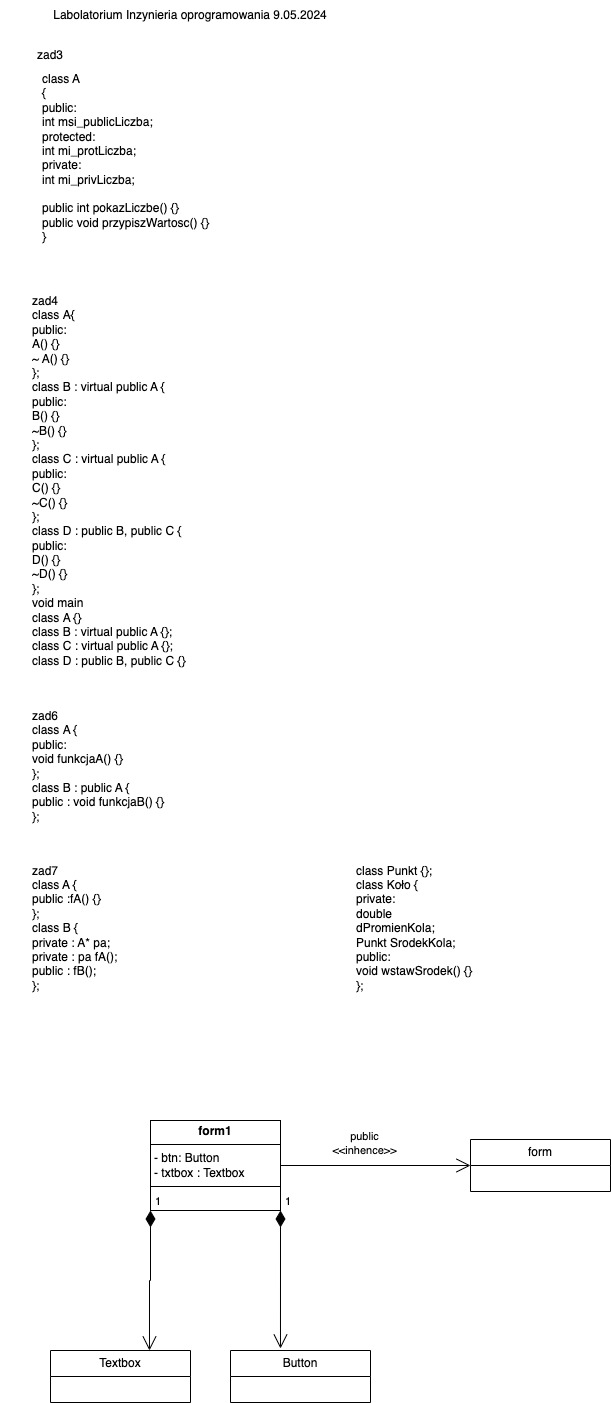 Labolatorium Inzynieria oprogramowania 9.05.2024
zad3
class A
{
public:
int msi_publicLiczba;
protected:
int mi_protLiczba;
private:
int mi_privLiczba;
public int pokazLiczbe() {}
public void przypiszWartosc() {}
}
zad4
class A{
public:
A() {}
~ A() {}
};
class B : virtual public A {
public:
B() {}
~B() {}
};
class C : virtual public A {
public:
C() {}
~C() {}
};
class D : public B, public C {
public:
D() {}
~D() {}
};
void main
class A {}
class B : virtual public A {};
class C : virtual public A {};
class D : public B, public C {}
zad6
class A {
public:
void funkcjaA() {}
};
class B : public A {
public : void funkcjaB() {}
};
zad7
class A {
public :fA() {}
};
class B {
private : A* pa;
private : pa fA();
public : fB();
};
class Punkt {};
class Koło {
private:
double
dPromienKola;
Punkt SrodekKola;
public:
void wstawSrodek() {}
};
form1
- btn: Button
- txtbox : Textbox
1
1
public
<<inhence>>
form
Textbox
Button